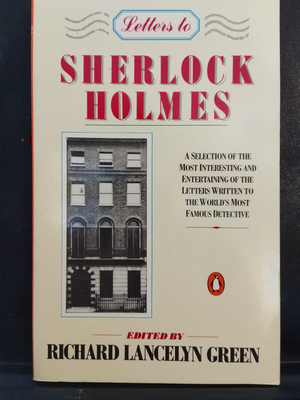 Letters to
SHERLOCK
HOLMES
A SELECTION OF THE
MOST INTERESTING AND
ENTERTAINING OF THE
LETTERS WRITTEN TO
THE WORLD'S MOST
FAMOUS DETECTIVE
EDITED BY
RICHARD LANCELYN GREEN